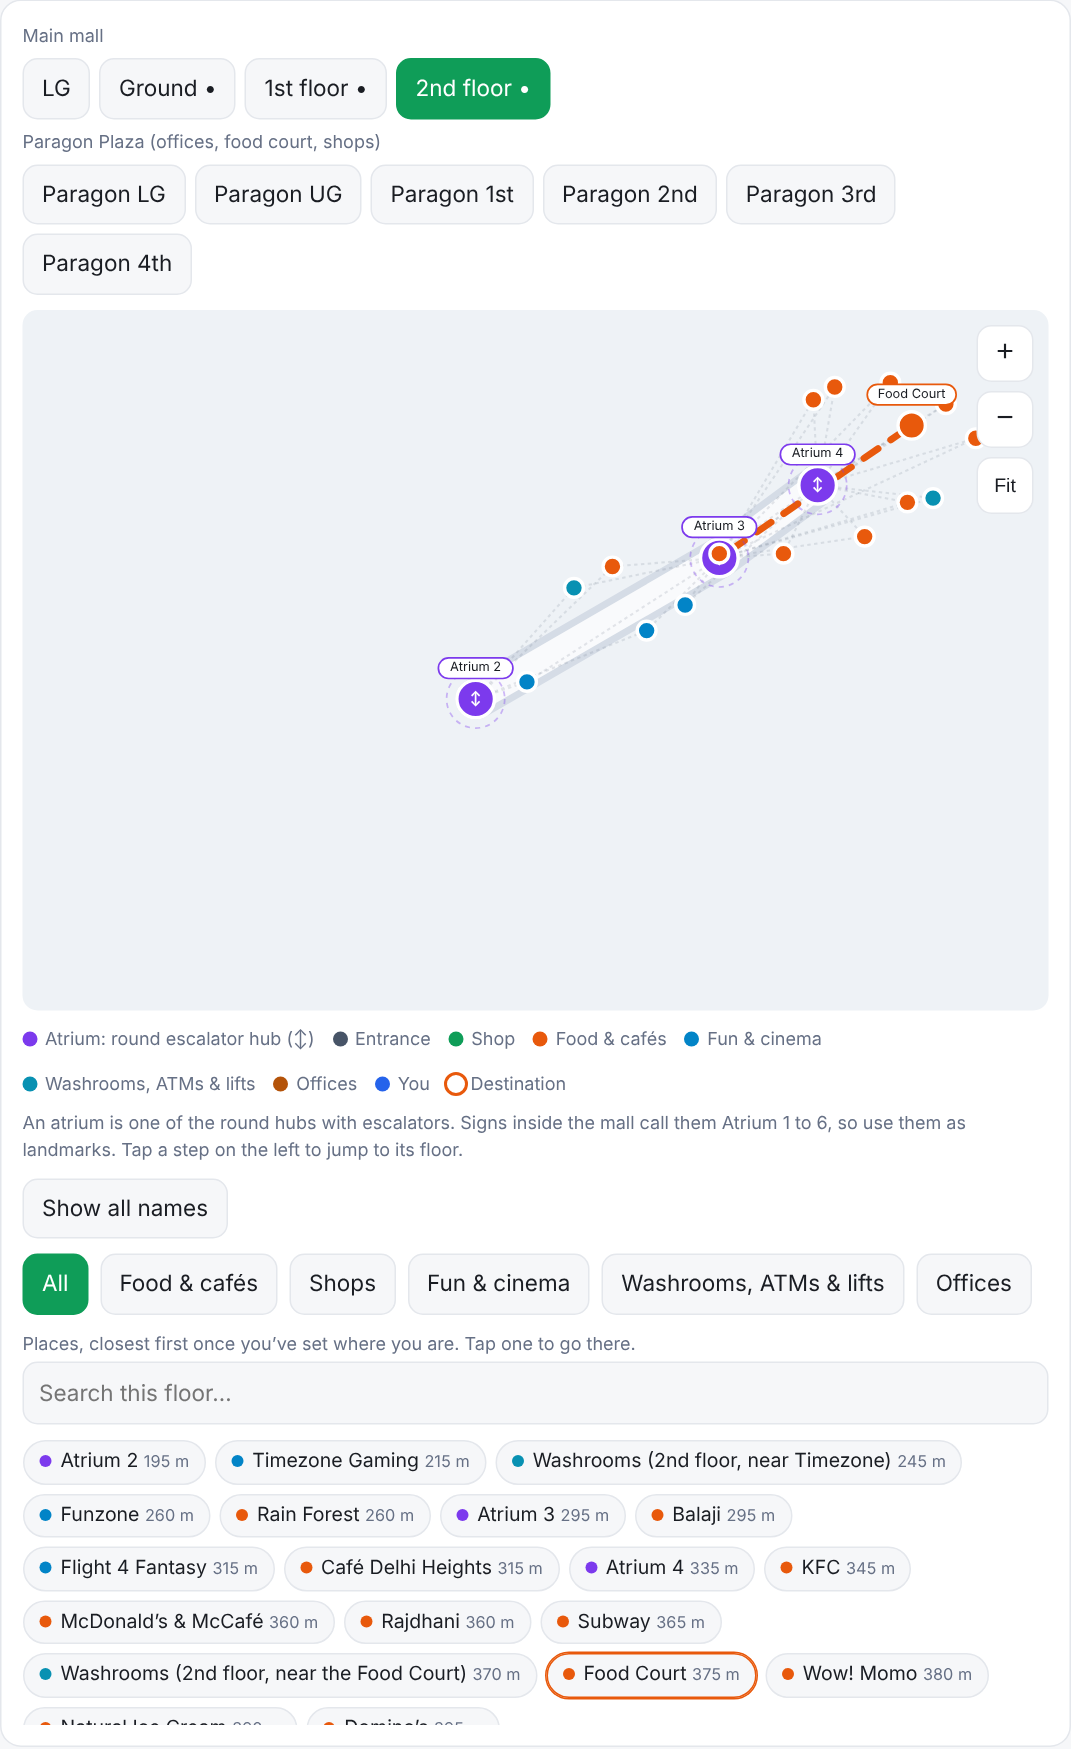 Main mall
LG
Ground •
1st floor •
2nd floor •
Paragon Plaza (offices, food court, shops)
Paragon LG
Paragon UG
Paragon 1st
Paragon 2nd
Paragon 3rd
Paragon 4th
+
Food Court
−
Atrium 4
Fit
Atrium 3
Atrium 2
Atrium: round escalator hub (↕)
Entrance
Shop
Food & cafés
Fun & cinema
Washrooms, ATMs & lifts
Offices
You
Destination
An atrium is one of the round hubs with escalators. Signs inside the mall call them Atrium 1 to 6, so use them as
landmarks. Tap a step on the left to jump to its floor.
Show all names
All
Food & cafés
Shops
Fun & cinema
Washrooms, ATMs & lifts
Offices
Places, closest first once you’ve set where you are. Tap one to go there.
Search this floor...
Atrium 2 195 m
Timezone Gaming 215 m
Washrooms (2nd floor, near Timezone) 245 m
Funzone 260 m
Rain Forest 260 m
Atrium 3 295 m
Balaji 295 m
Flight 4 Fantasy 315 m
Café Delhi Heights 315 m
Atrium 4 335 m
KFC 345 m
McDonald’s & McCafé 360 m
Rajdhani 360 m
Subway 365 m
Washrooms (2nd floor, near the Food Court) 370 m
Food Court 375 m
Wow! Momo 380 m
Natural Ice Cream
Domino’s